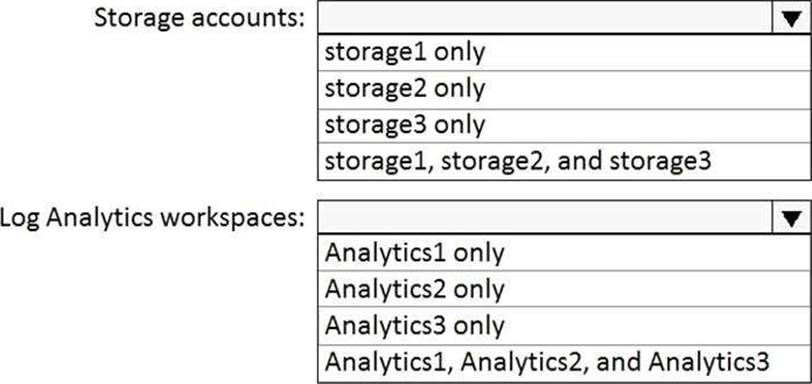 Storage accounts:
storage1 only
storage2 only
storage3 only
storage1, storage2, and storage3
Log Analytics workspaces:
Analytics1 only
Analytics2 only
Analytics3 only
Analytics1, Analytics2, and Analytics3